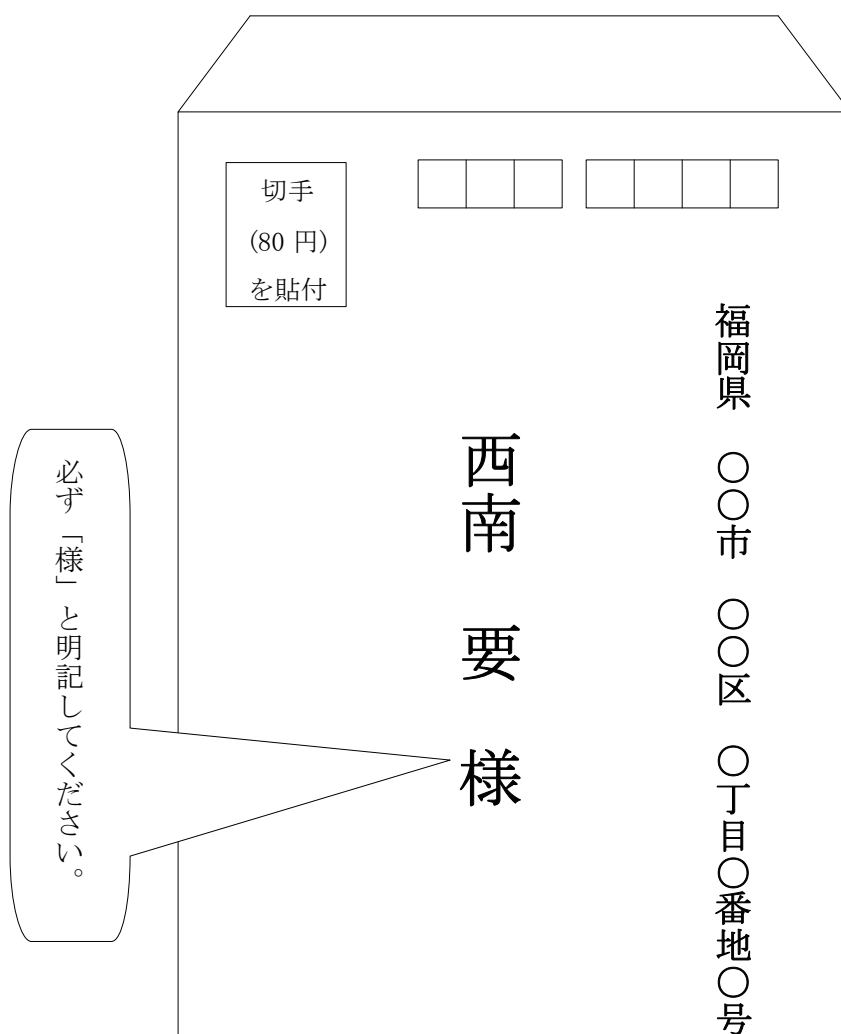 切手
(80 円)
を貼付
福岡県　〇〇市　〇〇区　〇丁目〇番地〇号
西南　要　様
必ず「様」と明記してください。